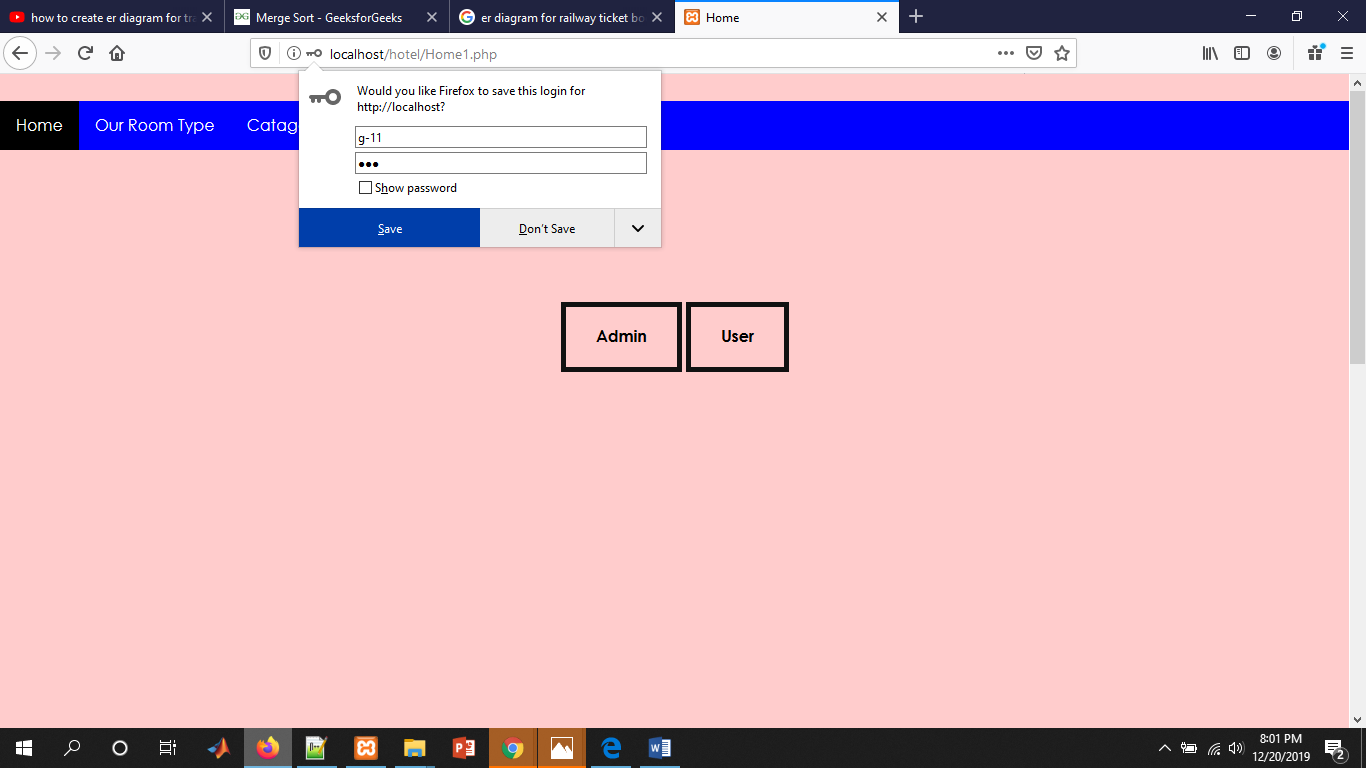 how to create er diagram for tra
Merge Sort - GeeksforGeeks
er diagram for railway ticket bo
Home
localhost/hotel/Home1.php
Would you like Firefox to save this login for
http://localhost?
g-11
●●●
Show password
Save
Don't Save
Home
Our Room Type
Catag
Admin
User
8:01 PM
12/20/2019
2